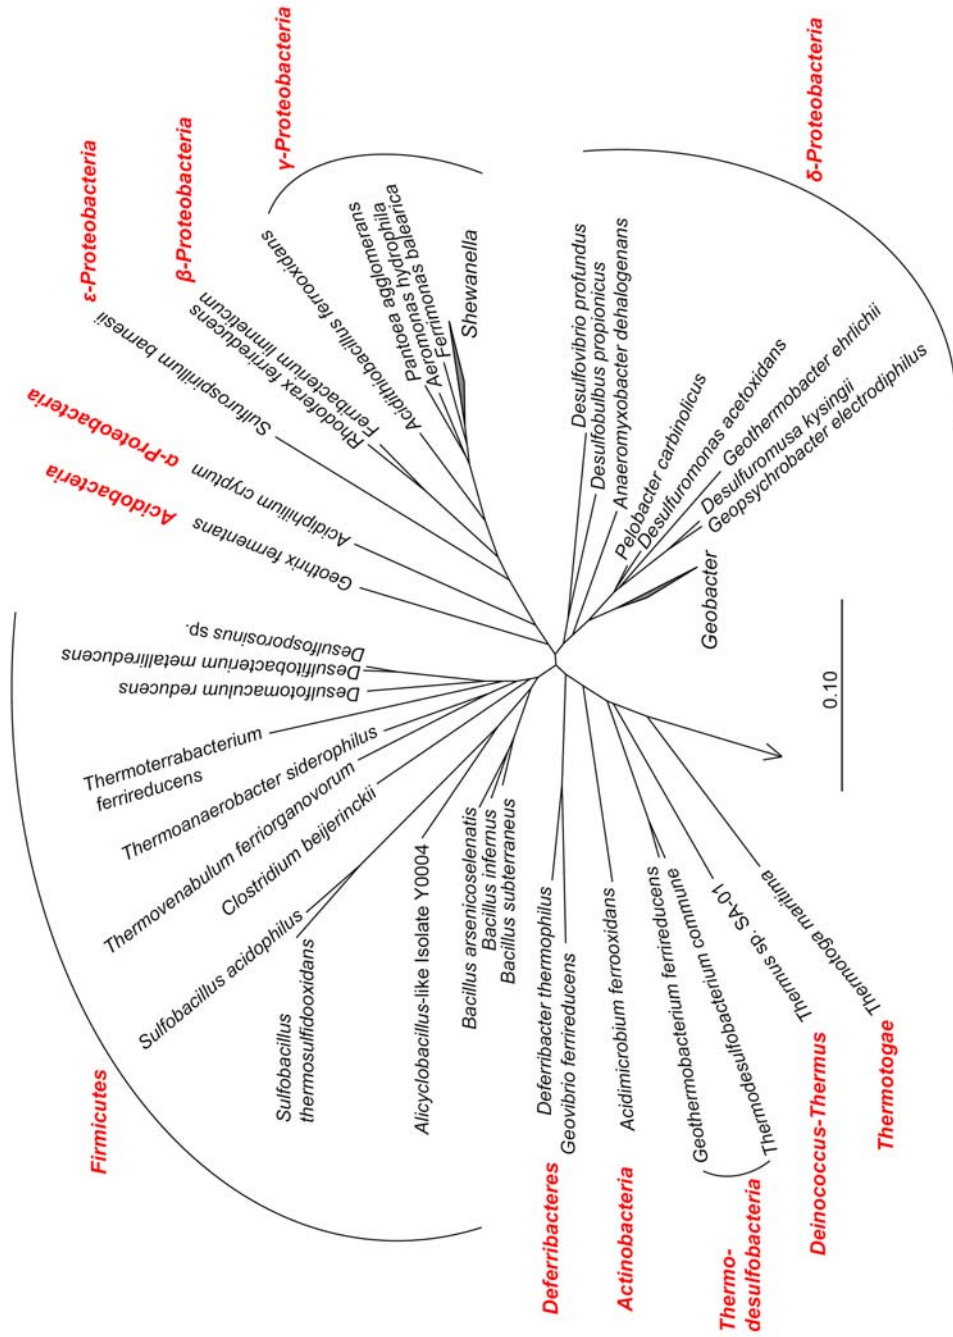 Firmicutes
Acidobacteria
α-Proteobacteria
ε-Proteobacteria
β-Proteobacteria
γ-Proteobacteria
δ-Proteobacteria
Deferribacteres
Actinobacteria
Thermo-
desulfobacteria
Deinococcus-Thermus
Thermotogae
Sulfobacillus
thermosulfidooxidans
Sulfobacillus acidophilus
Alicyclobacillus-like Isolate Y0004
Bacillus arsenicoselenatis
Bacillus infernus
Bacillus subterraneus
Clostridium beijerinckii
Thermovenabulum ferriorganovorum
Thermoanaerobacter siderophilus
Thermoterrabacterium
ferrireducens
Desulfotomaculum reducens
Desulfitobacterium metallireducens
Desulfosporosinus sp.
Geothrix fermentans
Acidiphilium cryptum
Sulfurospirillum barnesii
Rhodoferax ferrireducens
Ferribacterium limneticum
Acidithiobacillus ferrooxidans
Pantoea agglomerans
Aeromonas hydrophila
Ferrimonas balearica
Shewanella
Desulfovibrio profundus
Desulfobulbus propionicus
Anaeromyxobacter dehalogenans
Pelobacter carbinolicus
Desulfuromonas acetoxidans
Geothermobacter ehrlichii
Desulfuromusa kysingii
Geopsychrobacter electrodiphilus
Geobacter
0.10
Deferribacter thermophilus
Geovibrio ferrireducens
Acidimicrobium ferrooxidans
Geothermobacterium ferrireducens
Thermodesulfobacterium commune
Thermus sp. SA-01
Thermotoga maritima